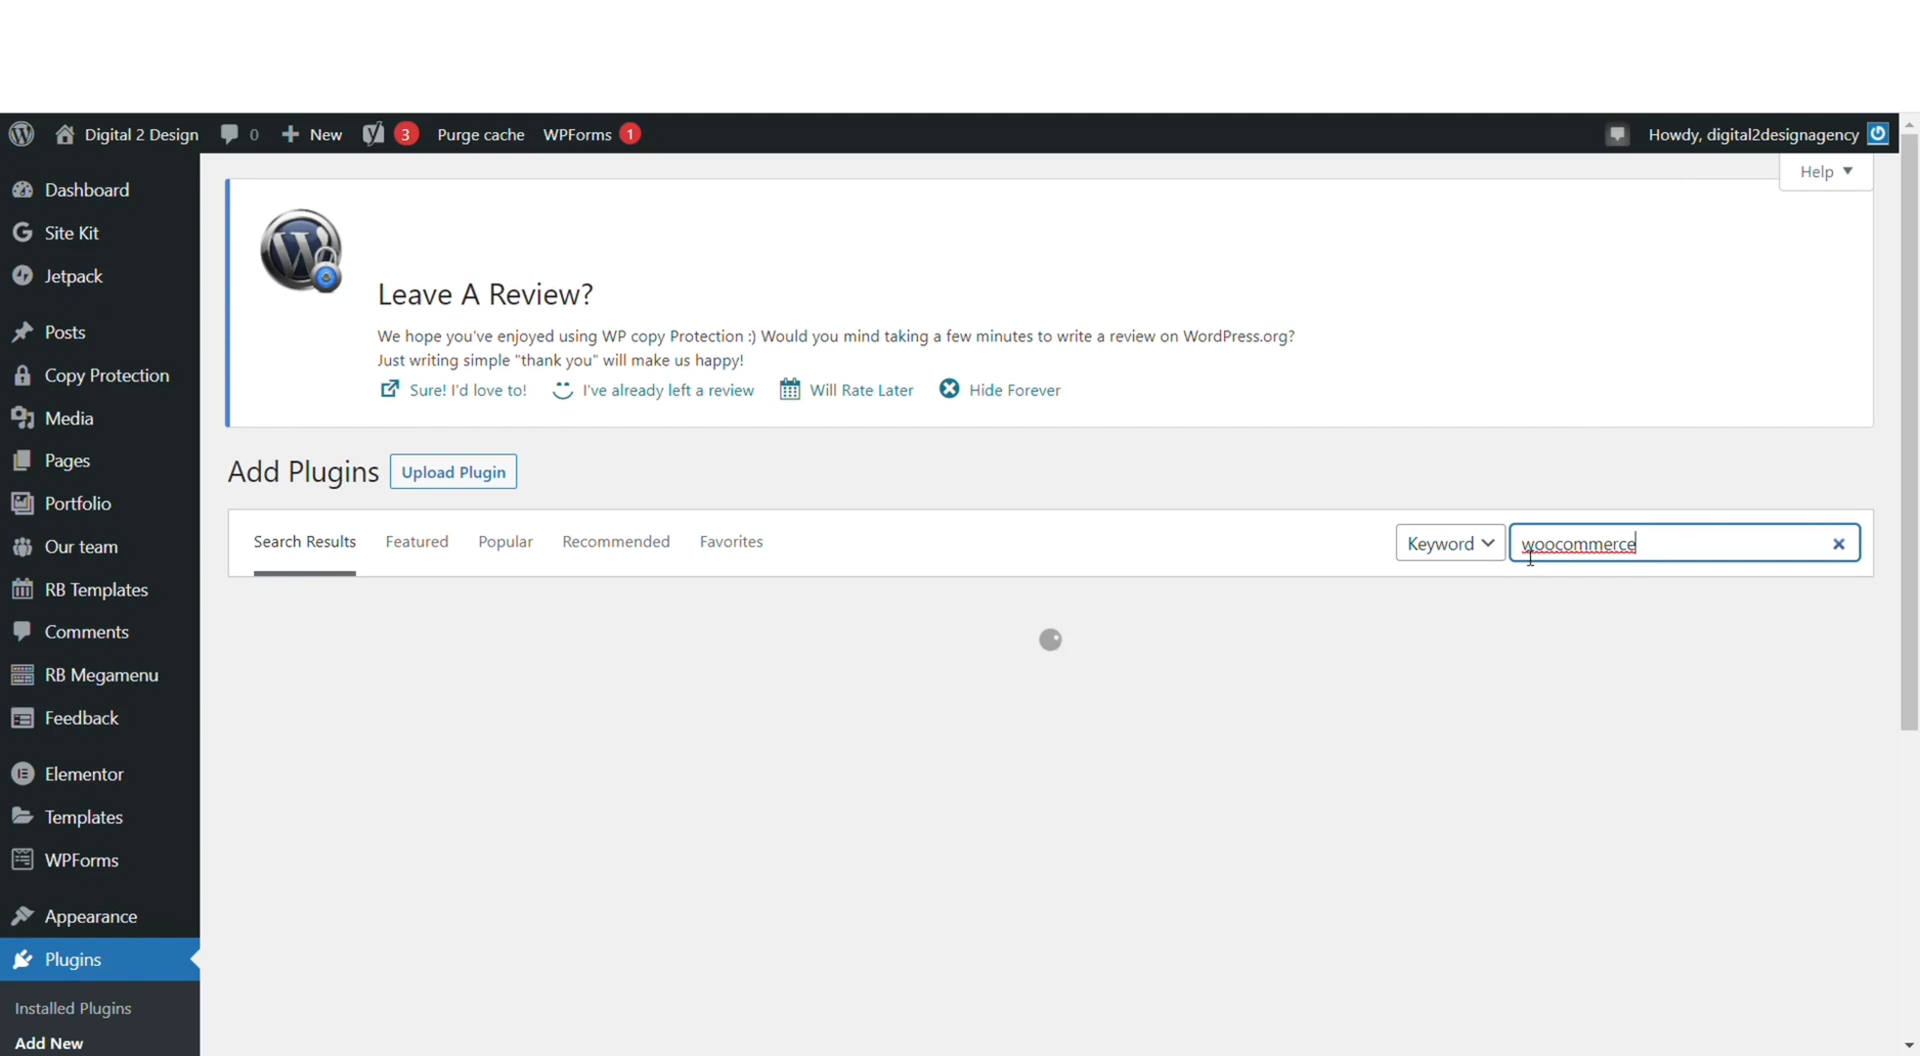 Digital 2 Design 0 New 3 Purge cache WPForms 1 Howdy, digital2designagency
Help
Dashboard
Site Kit
Jetpack
Posts
Copy Protection
Media
Pages
Portfolio
Our team
RB Templates
Comments
RB Megamenu
Feedback
Elementor
Templates
WPForms
Appearance
Plugins
Installed Plugins
Add New
Leave A Review?
We hope you've enjoyed using WP copy Protection :) Would you mind taking a few minutes to write a review on WordPress.org?
Just writing simple "thank you" will make us happy!
Sure! I'd love to! I've already left a review Will Rate Later Hide Forever
Add Plugins Upload Plugin
Search Results Featured Popular Recommended Favorites Keyword woocommerce